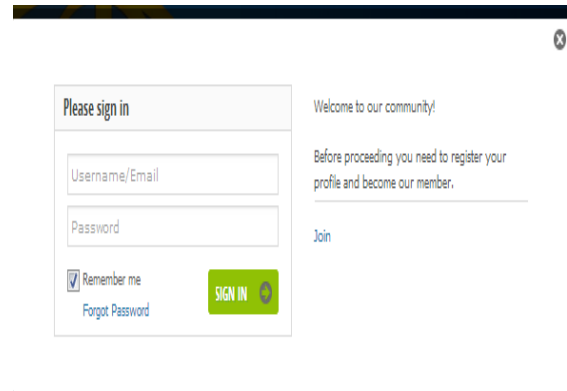 Please sign in
Username/Email
Password
Remember me
Forgot Password
SIGN IN
Welcome to our community!
Before proceeding you need to register your
profile and become our member.
Join